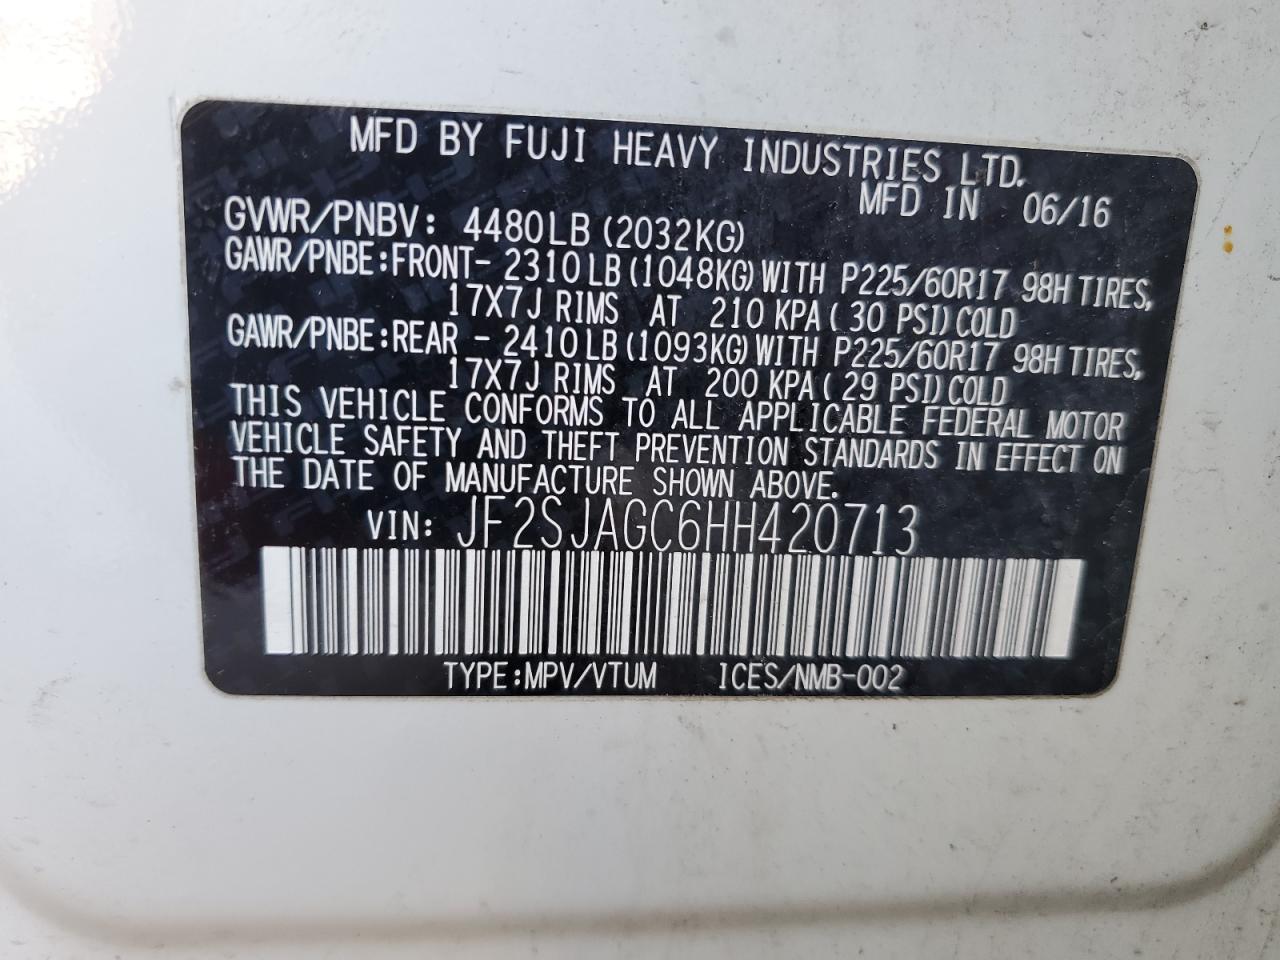 MFD BY FUJI HEAVY INDUSTRIES LTD.
MFD IN 06/16
GVWR/PNBV: 4480LB (2032KG)
GAWR/PNBE:FRONT- 2310 LB (1048KG) WITH P225/60R17 98H TIRES,
17X7J RIMS AT 210 KPA ( 30 PSI) COLD
GAWR/PNBE:REAR - 2410 LB (1093KG) WITH P225/60R17 98H TIRES,
17X7J RIMS AT 200 KPA ( 29 PSI) COLD
THIS VEHICLE CONFORMS TO ALL APPLICABLE FEDERAL MOTOR
VEHICLE SAFETY AND THEFT PREVENTION STANDARDS IN EFFECT ON
THE DATE OF MANUFACTURE SHOWN ABOVE.
VIN: JF2SJAGC6HH420713
TYPE:MPV/VTUM ICES/NMB-002